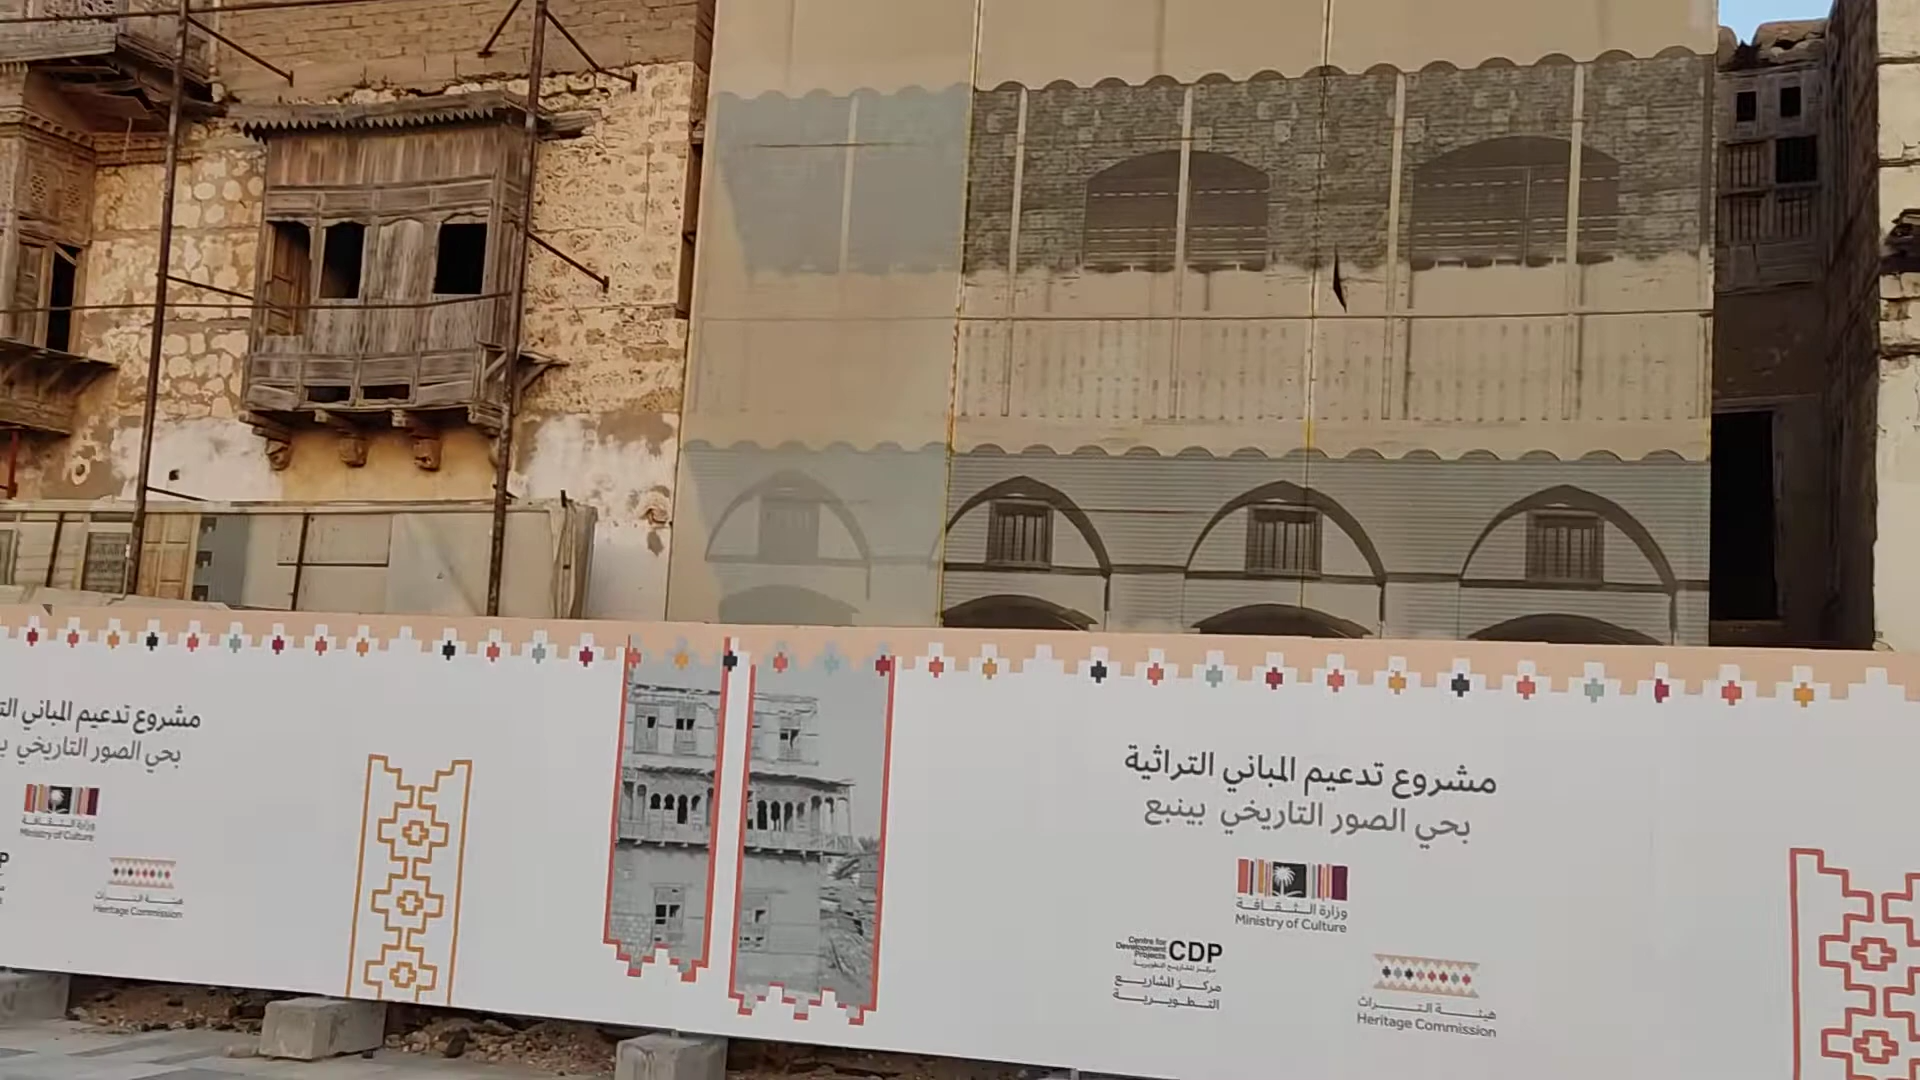 مشروع تدعيم المباني
بحي الصور التاريخي
وزارة الثقافة
Ministry of Culture
هيئة التراث
Heritage Commission
مشروع تدعيم المباني التراثية
بحي الصور التاريخي بينبع
وزارة الثقافة
Ministry of Culture
Centre for
Development
Projects
CDP
مركز المشاريع التطويرية
مركز المشاريع
التطويرية
هيئة التراث
Heritage Commission